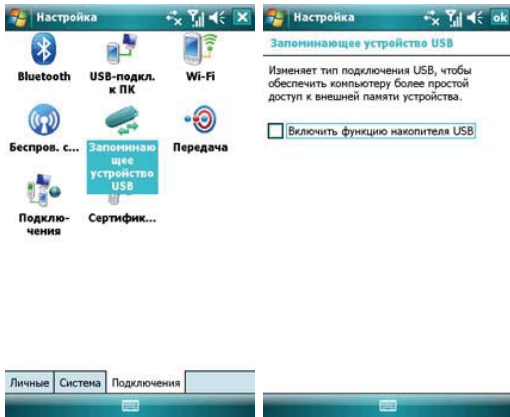 Настройка
Bluetooth
USB-подкл.
к ПК
Wi-Fi
Беспров. с...
Запоминаю
щее
устройство
USB
Передача
Подклю-
чения
Сертифик...
Личные
Система
Подключения
Настройка
ok
Запоминающее устройство USB
Изменяет тип подключения USB, чтобы
обеспечить компьютеру более простой
доступ к внешней памяти устройства.
Включить функцию накопителя USB